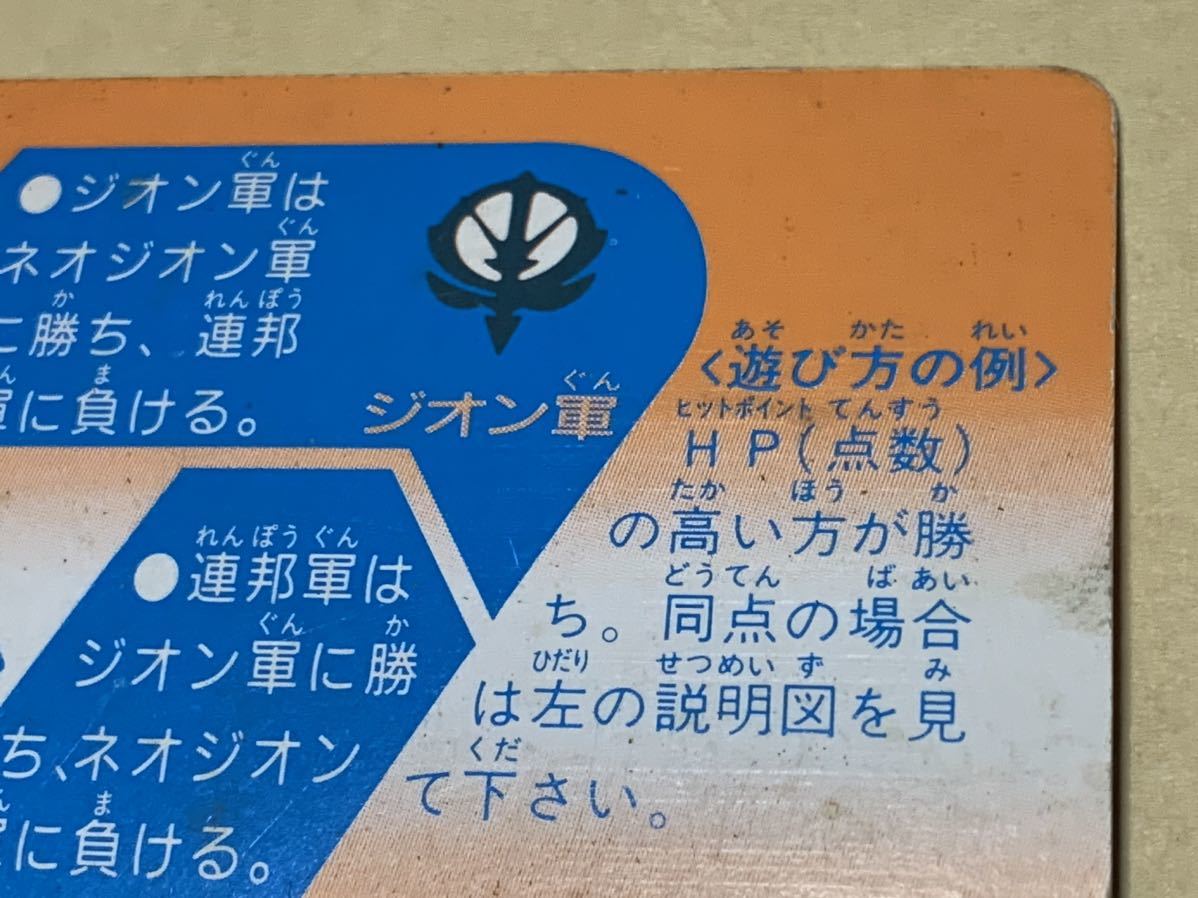 ●ジオン軍は
ネオジオン軍
に勝ち、連邦
軍に負ける。
ジオン軍
●連邦軍は
ジオン軍に勝
ち、ネオジオン
軍に負ける。
<遊び方の例>
HP(点数)
の高い方が勝
ち。同点の場合
は左の説明図を見
て下さい。